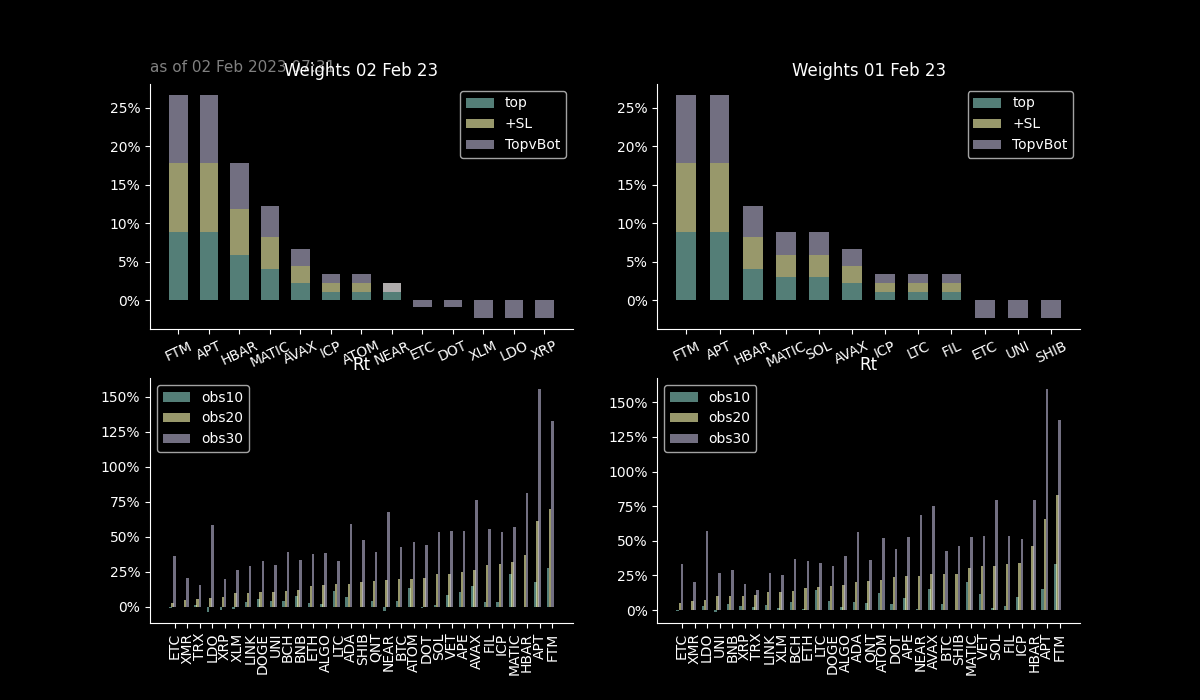 as of 02 Feb 2023 07:31
Weights 02 Feb 23
25%
20%
15%
10%
5%
0%
top
+SL
TopvBot
FTM APT HBAR MATIC AVAX ICP ATOM NEAR ETC DOT XLM LDO XRP
Weights 01 Feb 23
25%
20%
15%
10%
5%
0%
top
+SL
TopvBot
FTM APT HBAR MATIC SOL AVAX ICP LTC FIL ETC UNI SHIB
Rt
150%
125%
100%
75%
50%
25%
0%
obs10
obs20
obs30
ETC XMR TRX LDO XRP XLM LINK DOGE UNI BCH BNB ETH ALGO LTC ADA SHIB QNT NEAR BTC ATOM DOT SOL VET APE AVAX FIL ICP MATIC HBAR APT FTM
Rt
150%
125%
100%
75%
50%
25%
0%
obs10
obs20
obs30
ETC XMR LDO UNI BNB XRP TRX LINK XLM BCH ETH LTC DOGE ALGO ADA QNT ATOM DOT APE NEAR AVAX BTC SHIB MATIC VET SOL FIL ICP HBAR APT FTM